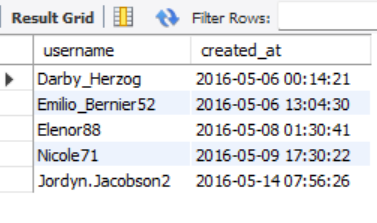 Result Grid Filter Rows:
username created_at
Darby_Herzog 2016-05-06 00:14:21
Emilio_Bernier52 2016-05-06 13:04:30
Elenor88 2016-05-08 01:30:41
Nicole71 2016-05-09 17:30:22
Jordyn.Jacobson2 2016-05-14 07:56:26